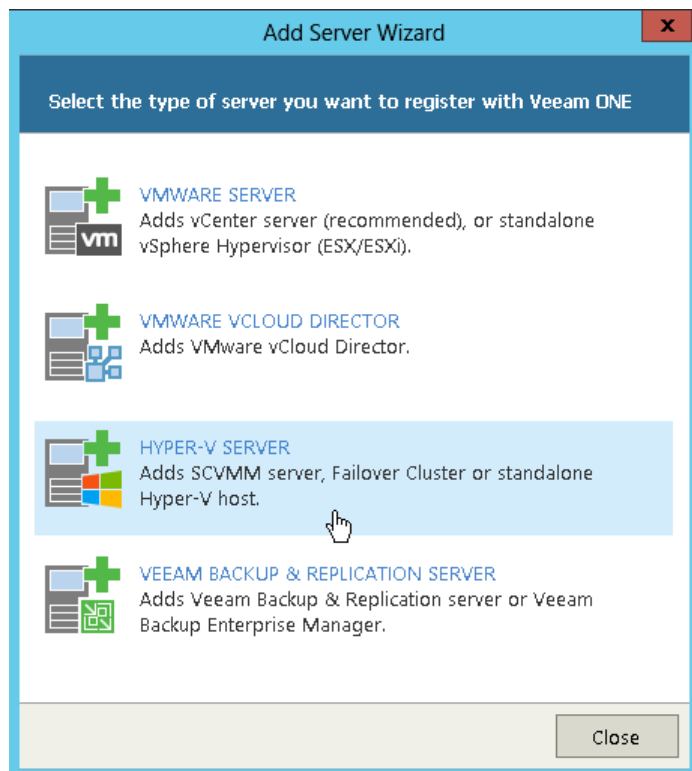 Add Server Wizard
x
Select the type of server you want to register with Veeam ONE
VMWARE SERVER
Adds vCenter server (recommended), or standalone
vSphere Hypervisor (ESX/ESXi).
vm
VMWARE VCLOUD DIRECTOR
Adds VMware vCloud Director.
HYPER-V SERVER
Adds SCVMM server, Failover Cluster or standalone
Hyper-V host.
VEEAM BACKUP & REPLICATION SERVER
Adds Veeam Backup & Replication server or Veeam
Backup Enterprise Manager.
Close